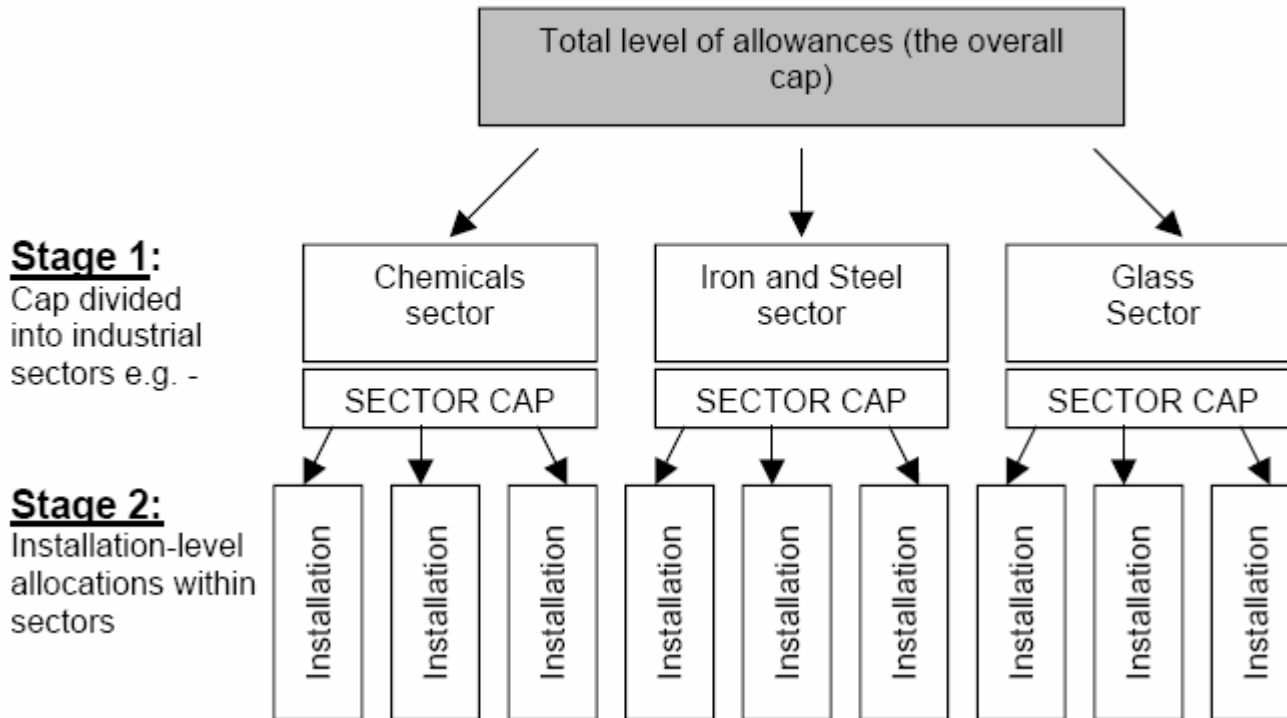 Total level of allowances (the overall
cap)
Stage 1:
Cap divided
into industrial
sectors e.g. -
Chemicals
sector
Iron and Steel
sector
Glass
Sector
SECTOR CAP
SECTOR CAP
SECTOR CAP
Stage 2:
Installation-level
allocations within
sectors
Installation
Installation
Installation
Installation
Installation
Installation
Installation
Installation
Installation